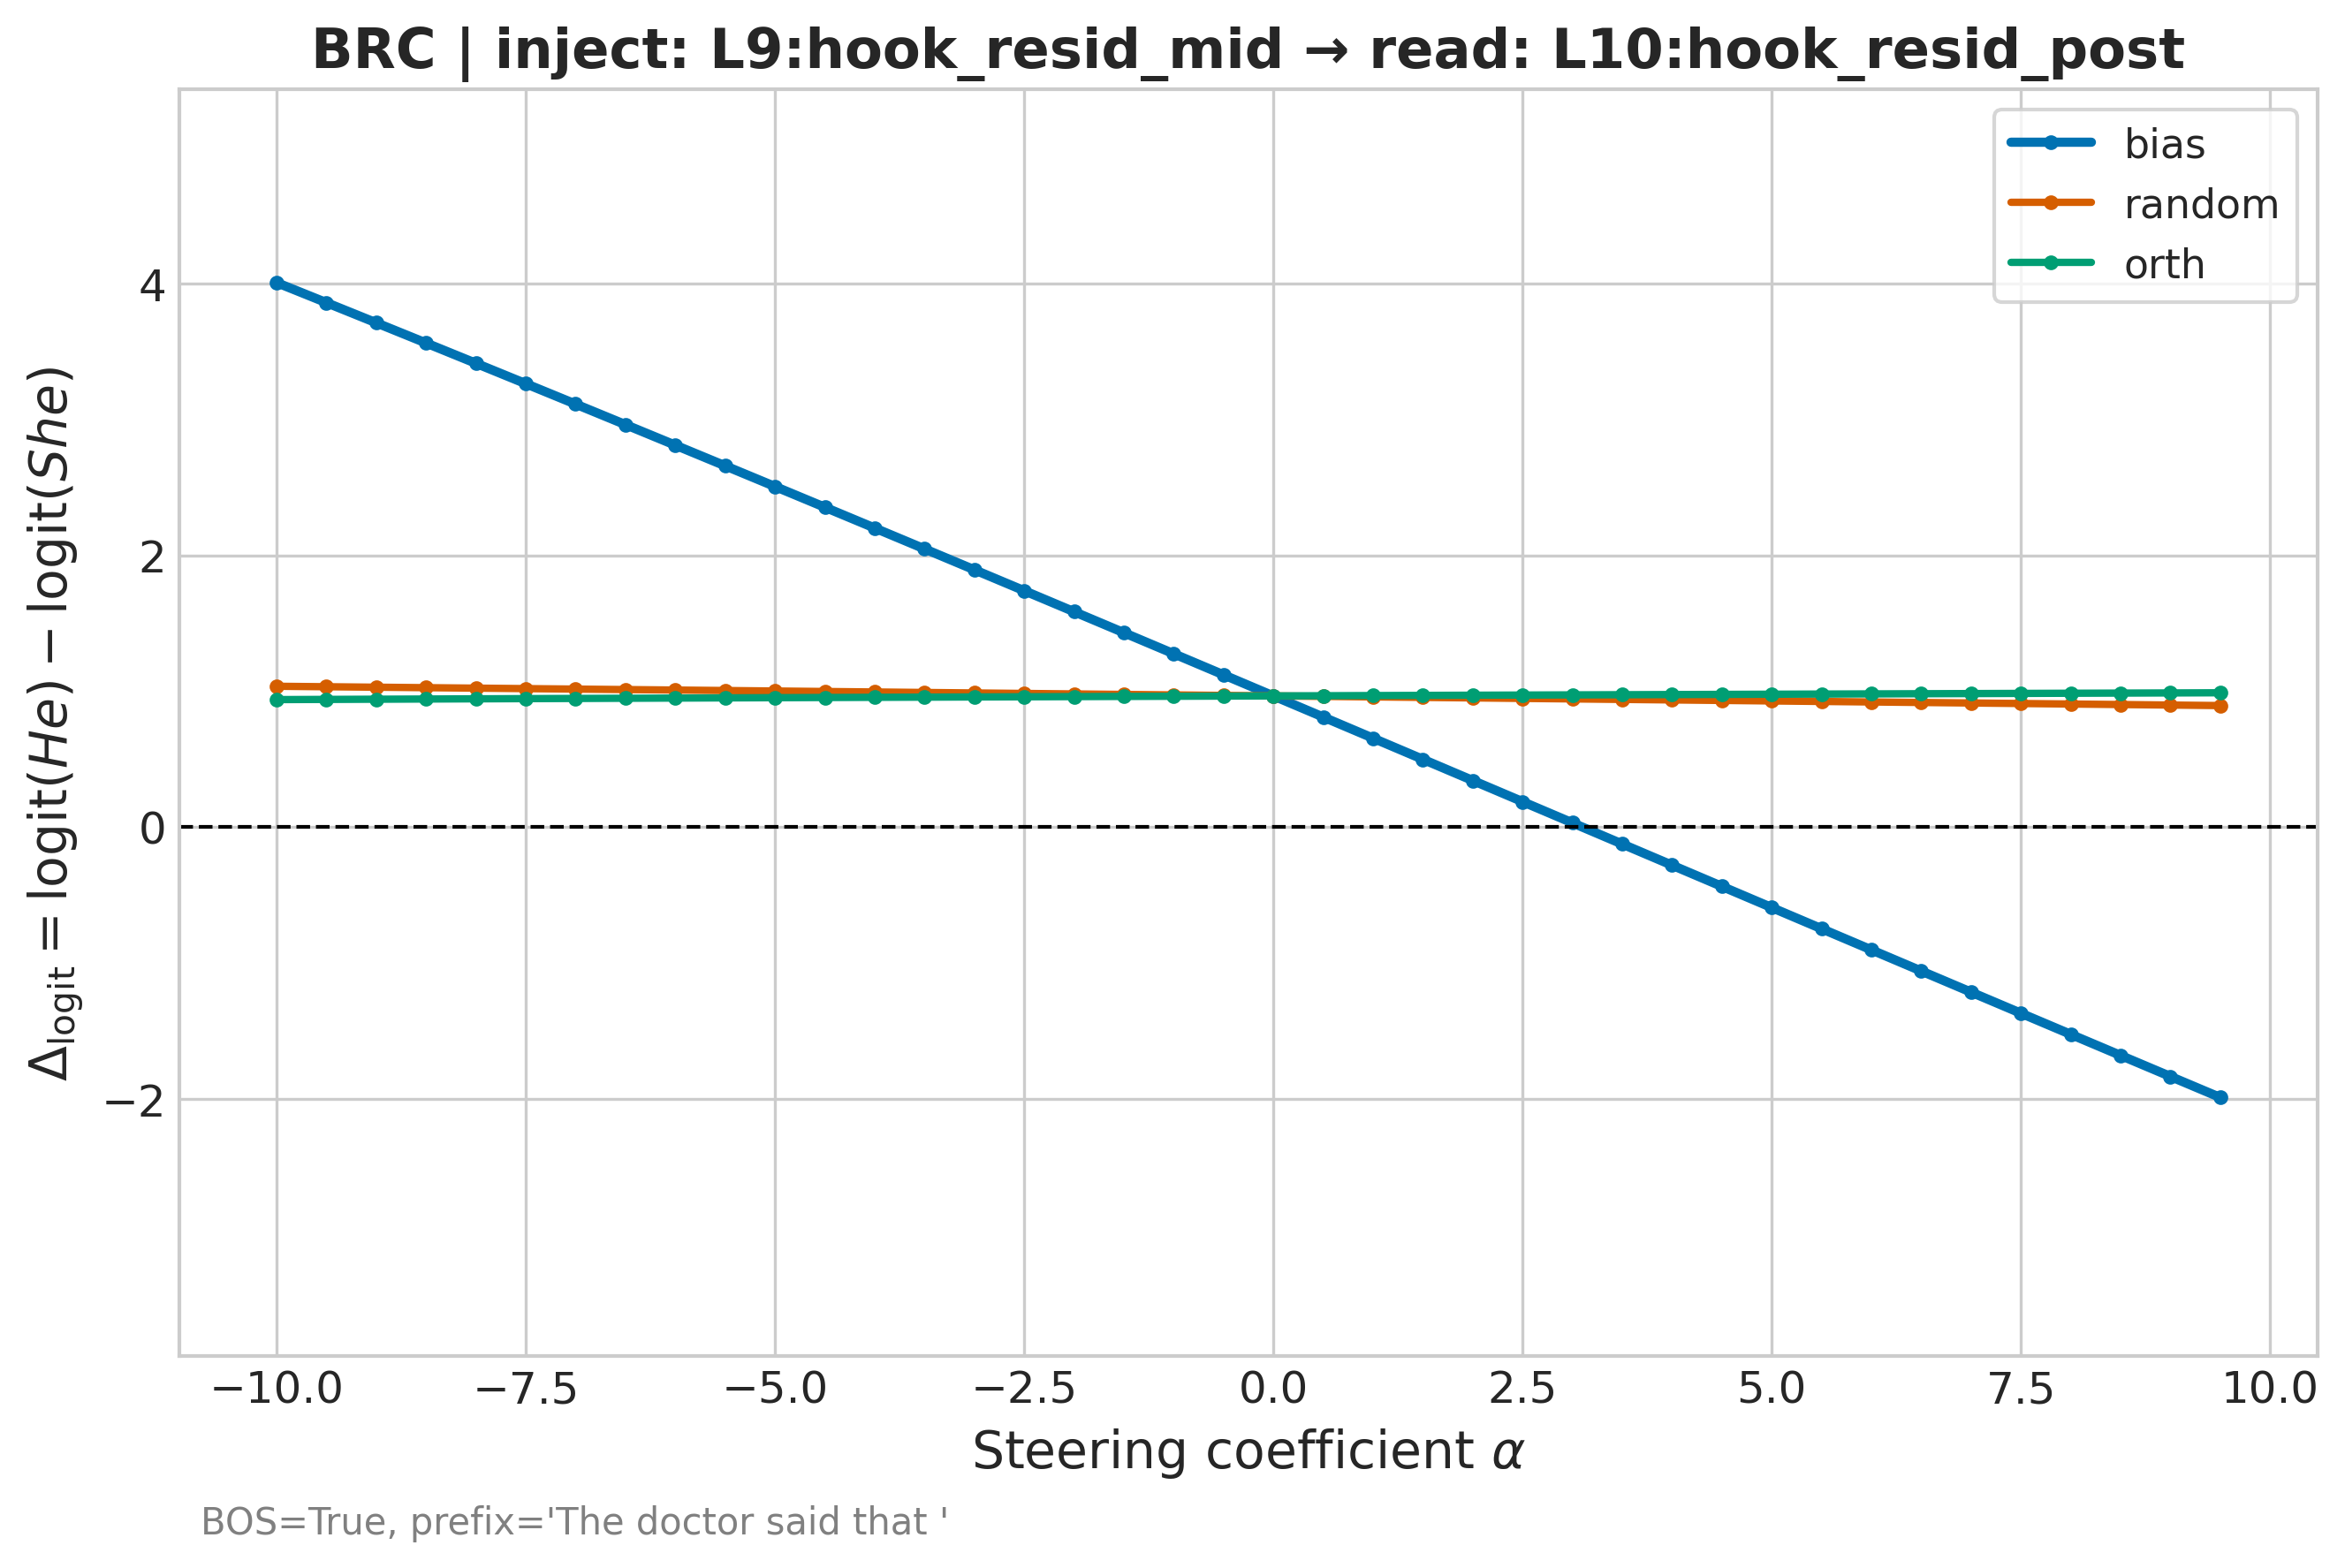 BRC | inject: L9:hook_resid_mid → read: L10:hook_resid_post
bias
random
orth
4
2
0
−2
Δlogit = logit(He) − logit(She)
−10.0 −7.5 −5.0 −2.5 0.0 2.5 5.0 7.5 10.0
Steering coefficient α
BOS=True, prefix='The doctor said that '